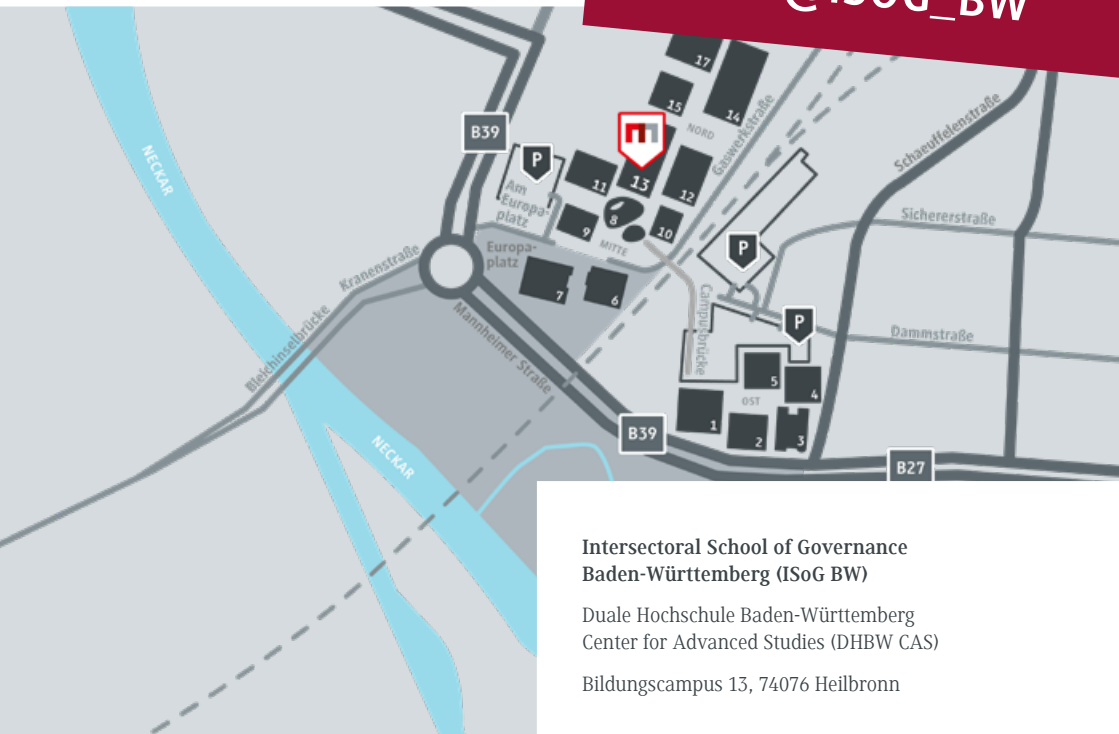 @ISoG_BW
17
15
14
NORD
Gaswerkstraße
Schaeuffelenstraße
B39
P
NECKAR
13
11
12
Am
Europa-
platz
8
9
10
MITTE
Sichererstraße
P
Europa-
platz
Kranenstraße
7
6
Campusbrücke
Mannheimer Straße
Bleichinselbrücke
P
Dammstraße
5
4
OST
1
2
3
B39
NECKAR
B27
Intersectoral School of Governance
Baden-Württemberg (ISoG BW)
Duale Hochschule Baden-Württemberg
Center for Advanced Studies (DHBW CAS)
Bildungscampus 13, 74076 Heilbronn